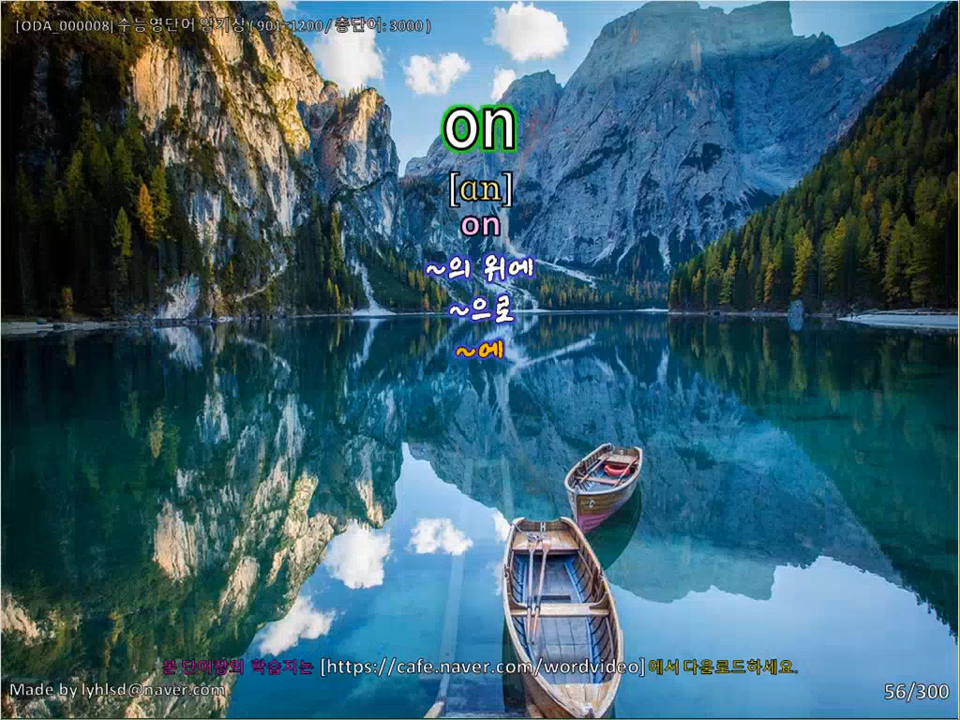 [ODA_000008] 수능영단어 암기장 ( 901~1200 / 총단어: 3000 )
on
[ɑn]
on
~의 위에
~으로
~에
본 단어장의 학습지는 [https://cafe.naver.com/wordvideo]에서 다운로드하세요.
Made by lyhlsd@naver.com
56/300